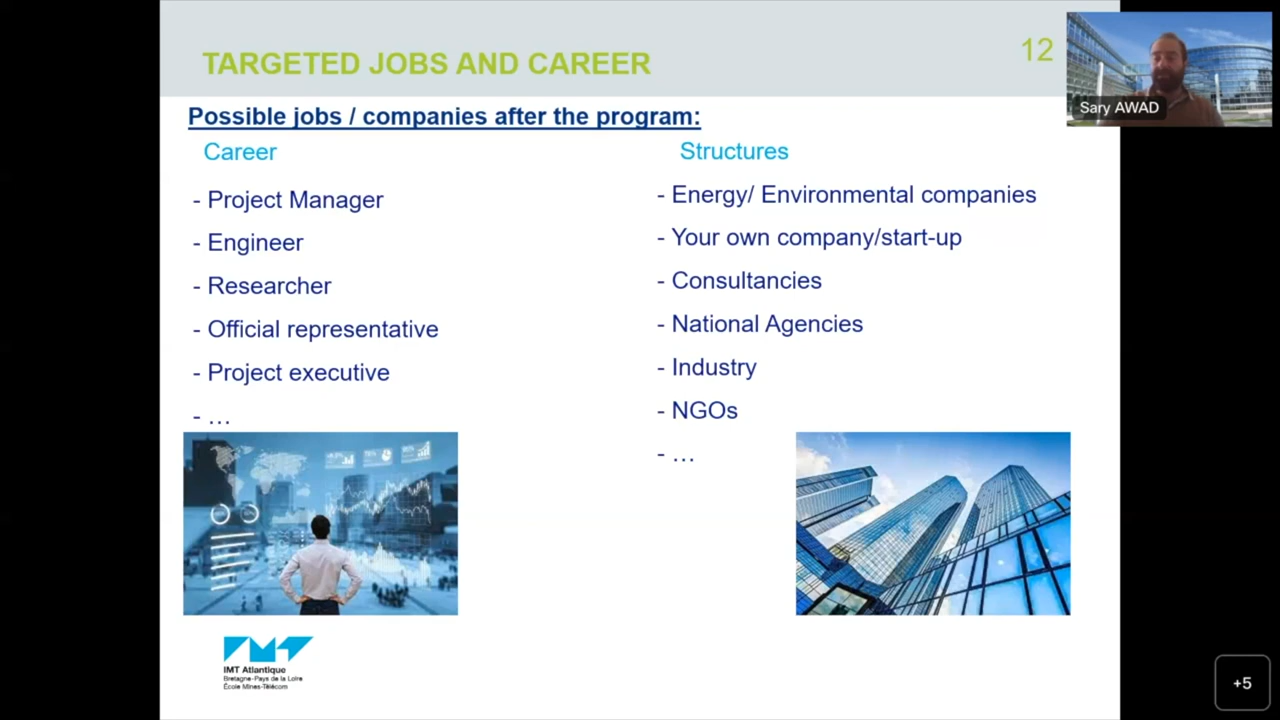 TARGETED JOBS AND CAREER
12
Sary AWAD
Possible jobs / companies after the program:
Career
- Project Manager
- Engineer
- Researcher
- Official representative
- Project executive
- ...
Structures
- Energy/ Environmental companies
- Your own company/start-up
- Consultancies
- National Agencies
- Industry
- NGOs
- ...
IMT Atlantique
Bretagne-Pays de la Loire
École Mines-Télécom
+5